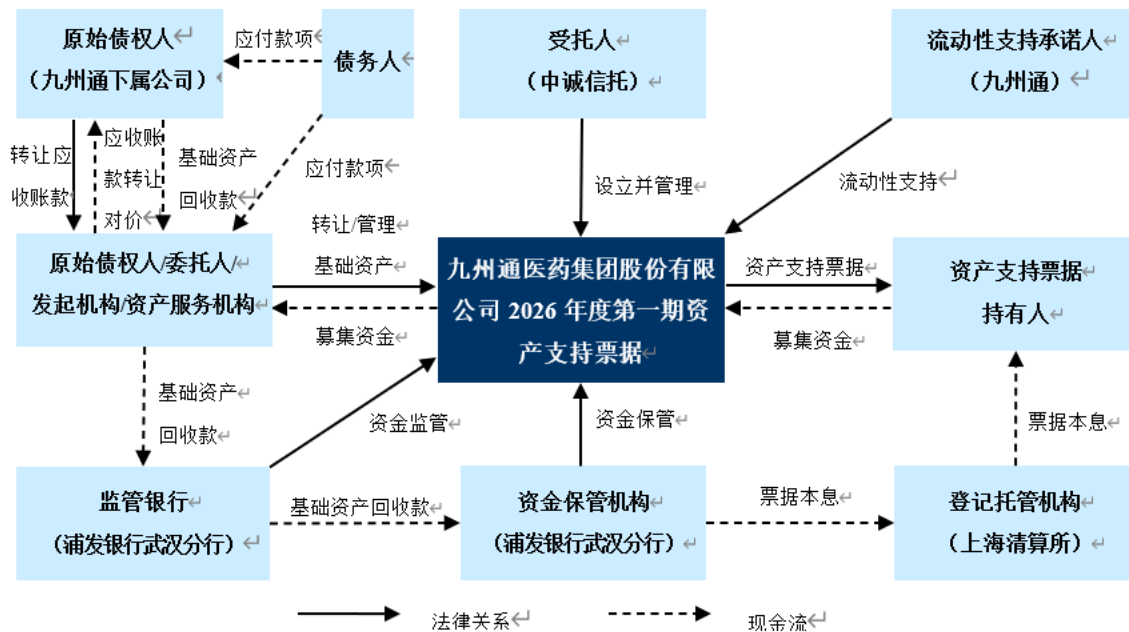 原始债权人
（九州通下属公司）
应付款项
债务人
受托人
（中诚信托）
流动性支持承诺人
（九州通）
转让应
收账款
应收账
款转让
对价
基础资产
回收款
应付款项
设立并管理
流动性支持
原始债权人/委托人/
发起机构/资产服务机构
转让/管理
基础资产
募集资金
九州通医药集团股份有限
公司 2026 年度第一期资
产支持票据
资产支持票据
募集资金
资产支持票据
持有人
基础资产
回收款
资金监管
资金保管
票据本息
监管银行
（浦发银行武汉分行）
基础资产回收款
资金保管机构
（浦发银行武汉分行）
票据本息
登记托管机构
（上海清算所）
法律关系
现金流